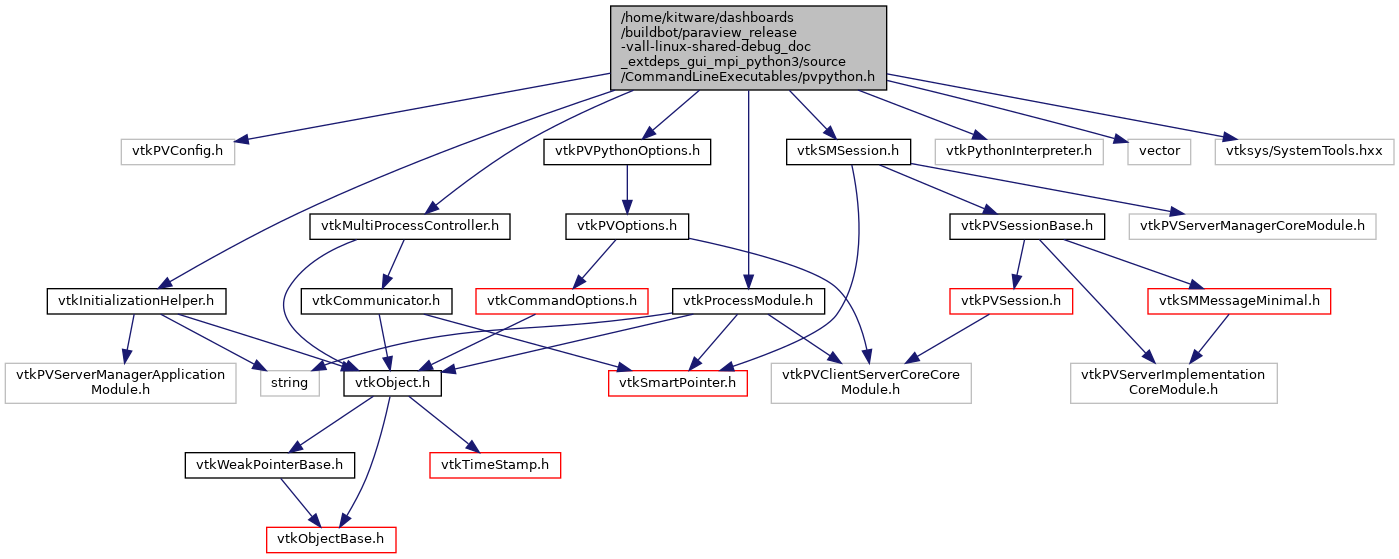 /home/kitware/dashboards
/buildbot/paraview_release
-vall-linux-shared-debug_doc
_extdeps_gui_mpi_python3/source
/CommandLineExecutables/pvpython.h
vtkPVConfig.h
vtkPVPythonOptions.h
vtkSMSession.h
vtkPythonInterpreter.h
vector
vtksys/SystemTools.hxx
vtkMultiProcessController.h
vtkPVOptions.h
vtkPVSessionBase.h
vtkPVServerManagerCoreModule.h
vtkInitializationHelper.h
vtkCommunicator.h
vtkCommandOptions.h
vtkProcessModule.h
vtkPVSession.h
vtkSMMessageMinimal.h
vtkPVServerManagerApplication
Module.h
string
vtkObject.h
vtkSmartPointer.h
vtkPVClientServerCoreCore
Module.h
vtkPVServerImplementation
CoreModule.h
vtkWeakPointerBase.h
vtkTimeStamp.h
vtkObjectBase.h